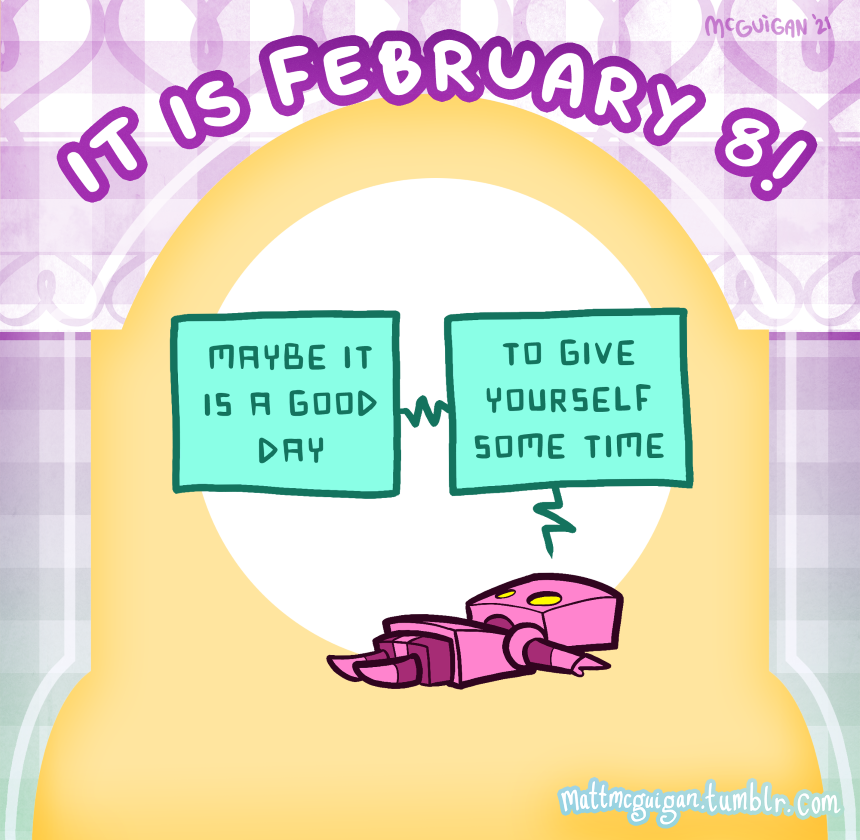 McGUiGAN '21
IT IS FEBRUARY 8!
MAYBE IT
IS A GOOD
DAY
TO GIVE
YOURSELF
SOME TIME
mattmcguigan.tumblr.com